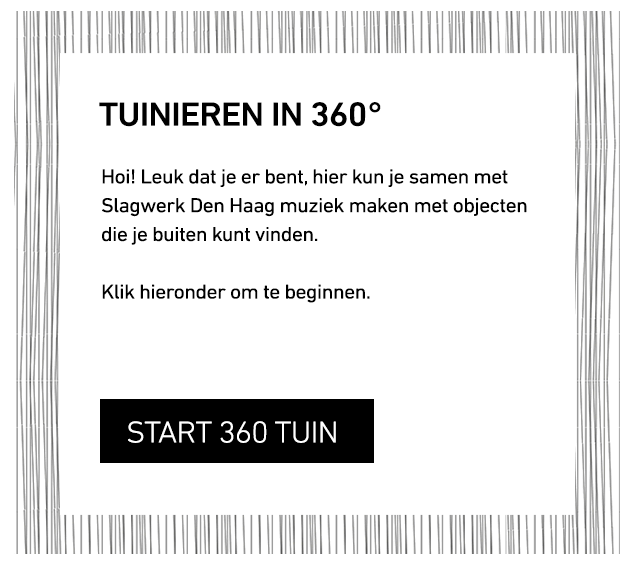 TUINIEREN IN 360°
Hoi! Leuk dat je er bent, hier kun je samen met
Slagwerk Den Haag muziek maken met objecten
die je buiten kunt vinden.
Klik hieronder om te beginnen.
START 360 TUIN